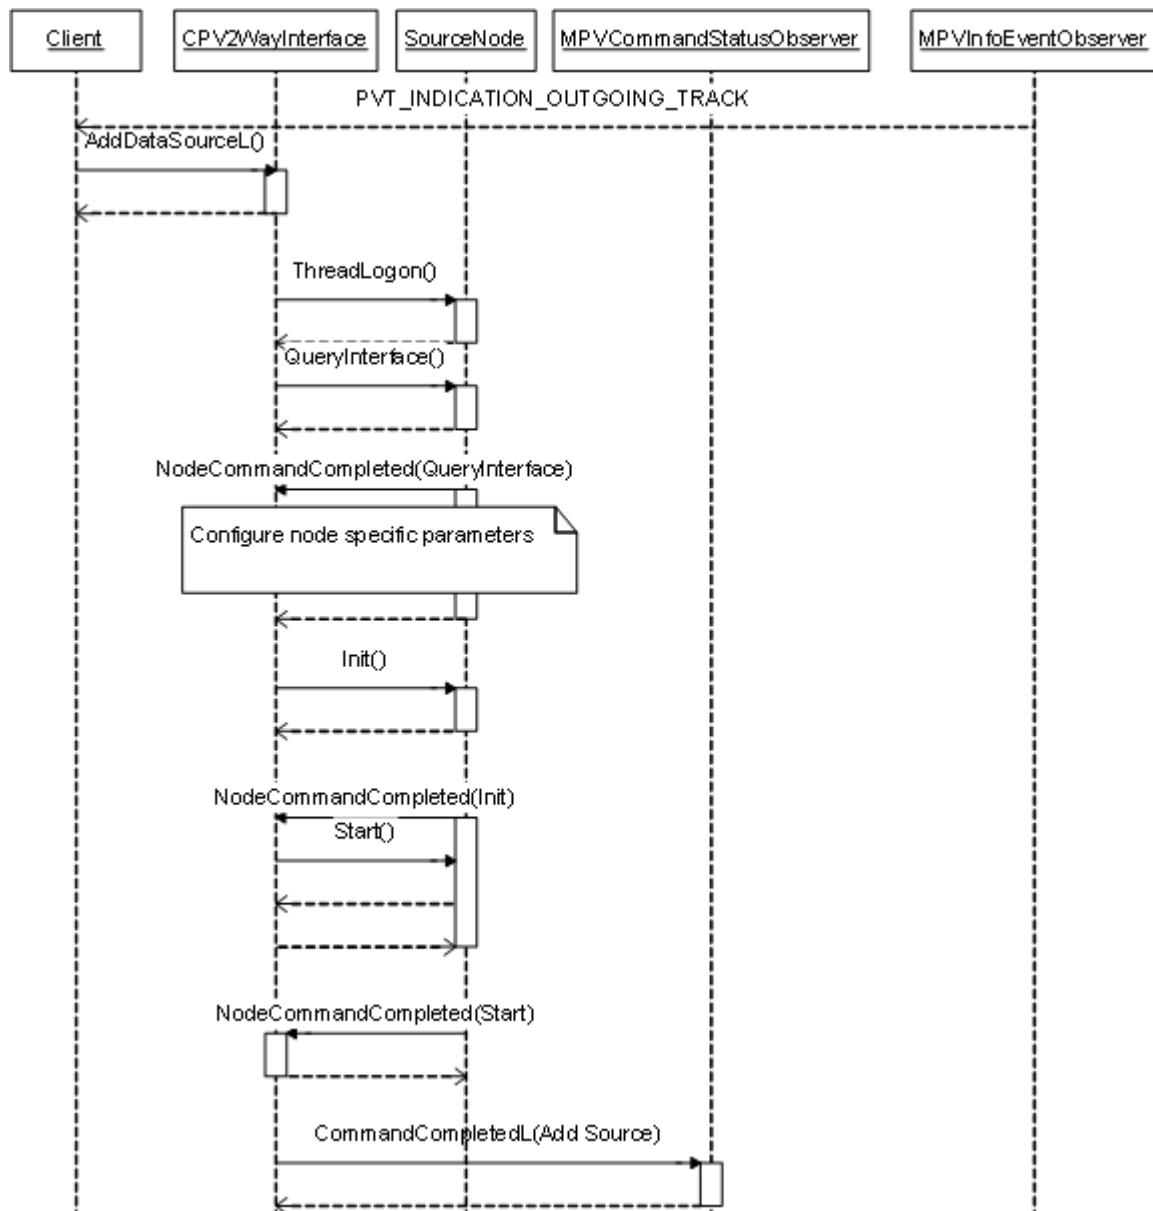 Client
CPV2WayInterface
SourceNode
MPVCommandStatusObserver
MPVInfoEventObserver
PVT_INDICATION_OUTGOING_TRACK
AddDataSourceL()
ThreadLogon()
QueryInterface()
NodeCommandCompleted(QueryInterface)
Configure node specific parameters
Init()
NodeCommandCompleted(Init)
Start()
NodeCommandCompleted(Start)
CommandCompletedL(Add Source)